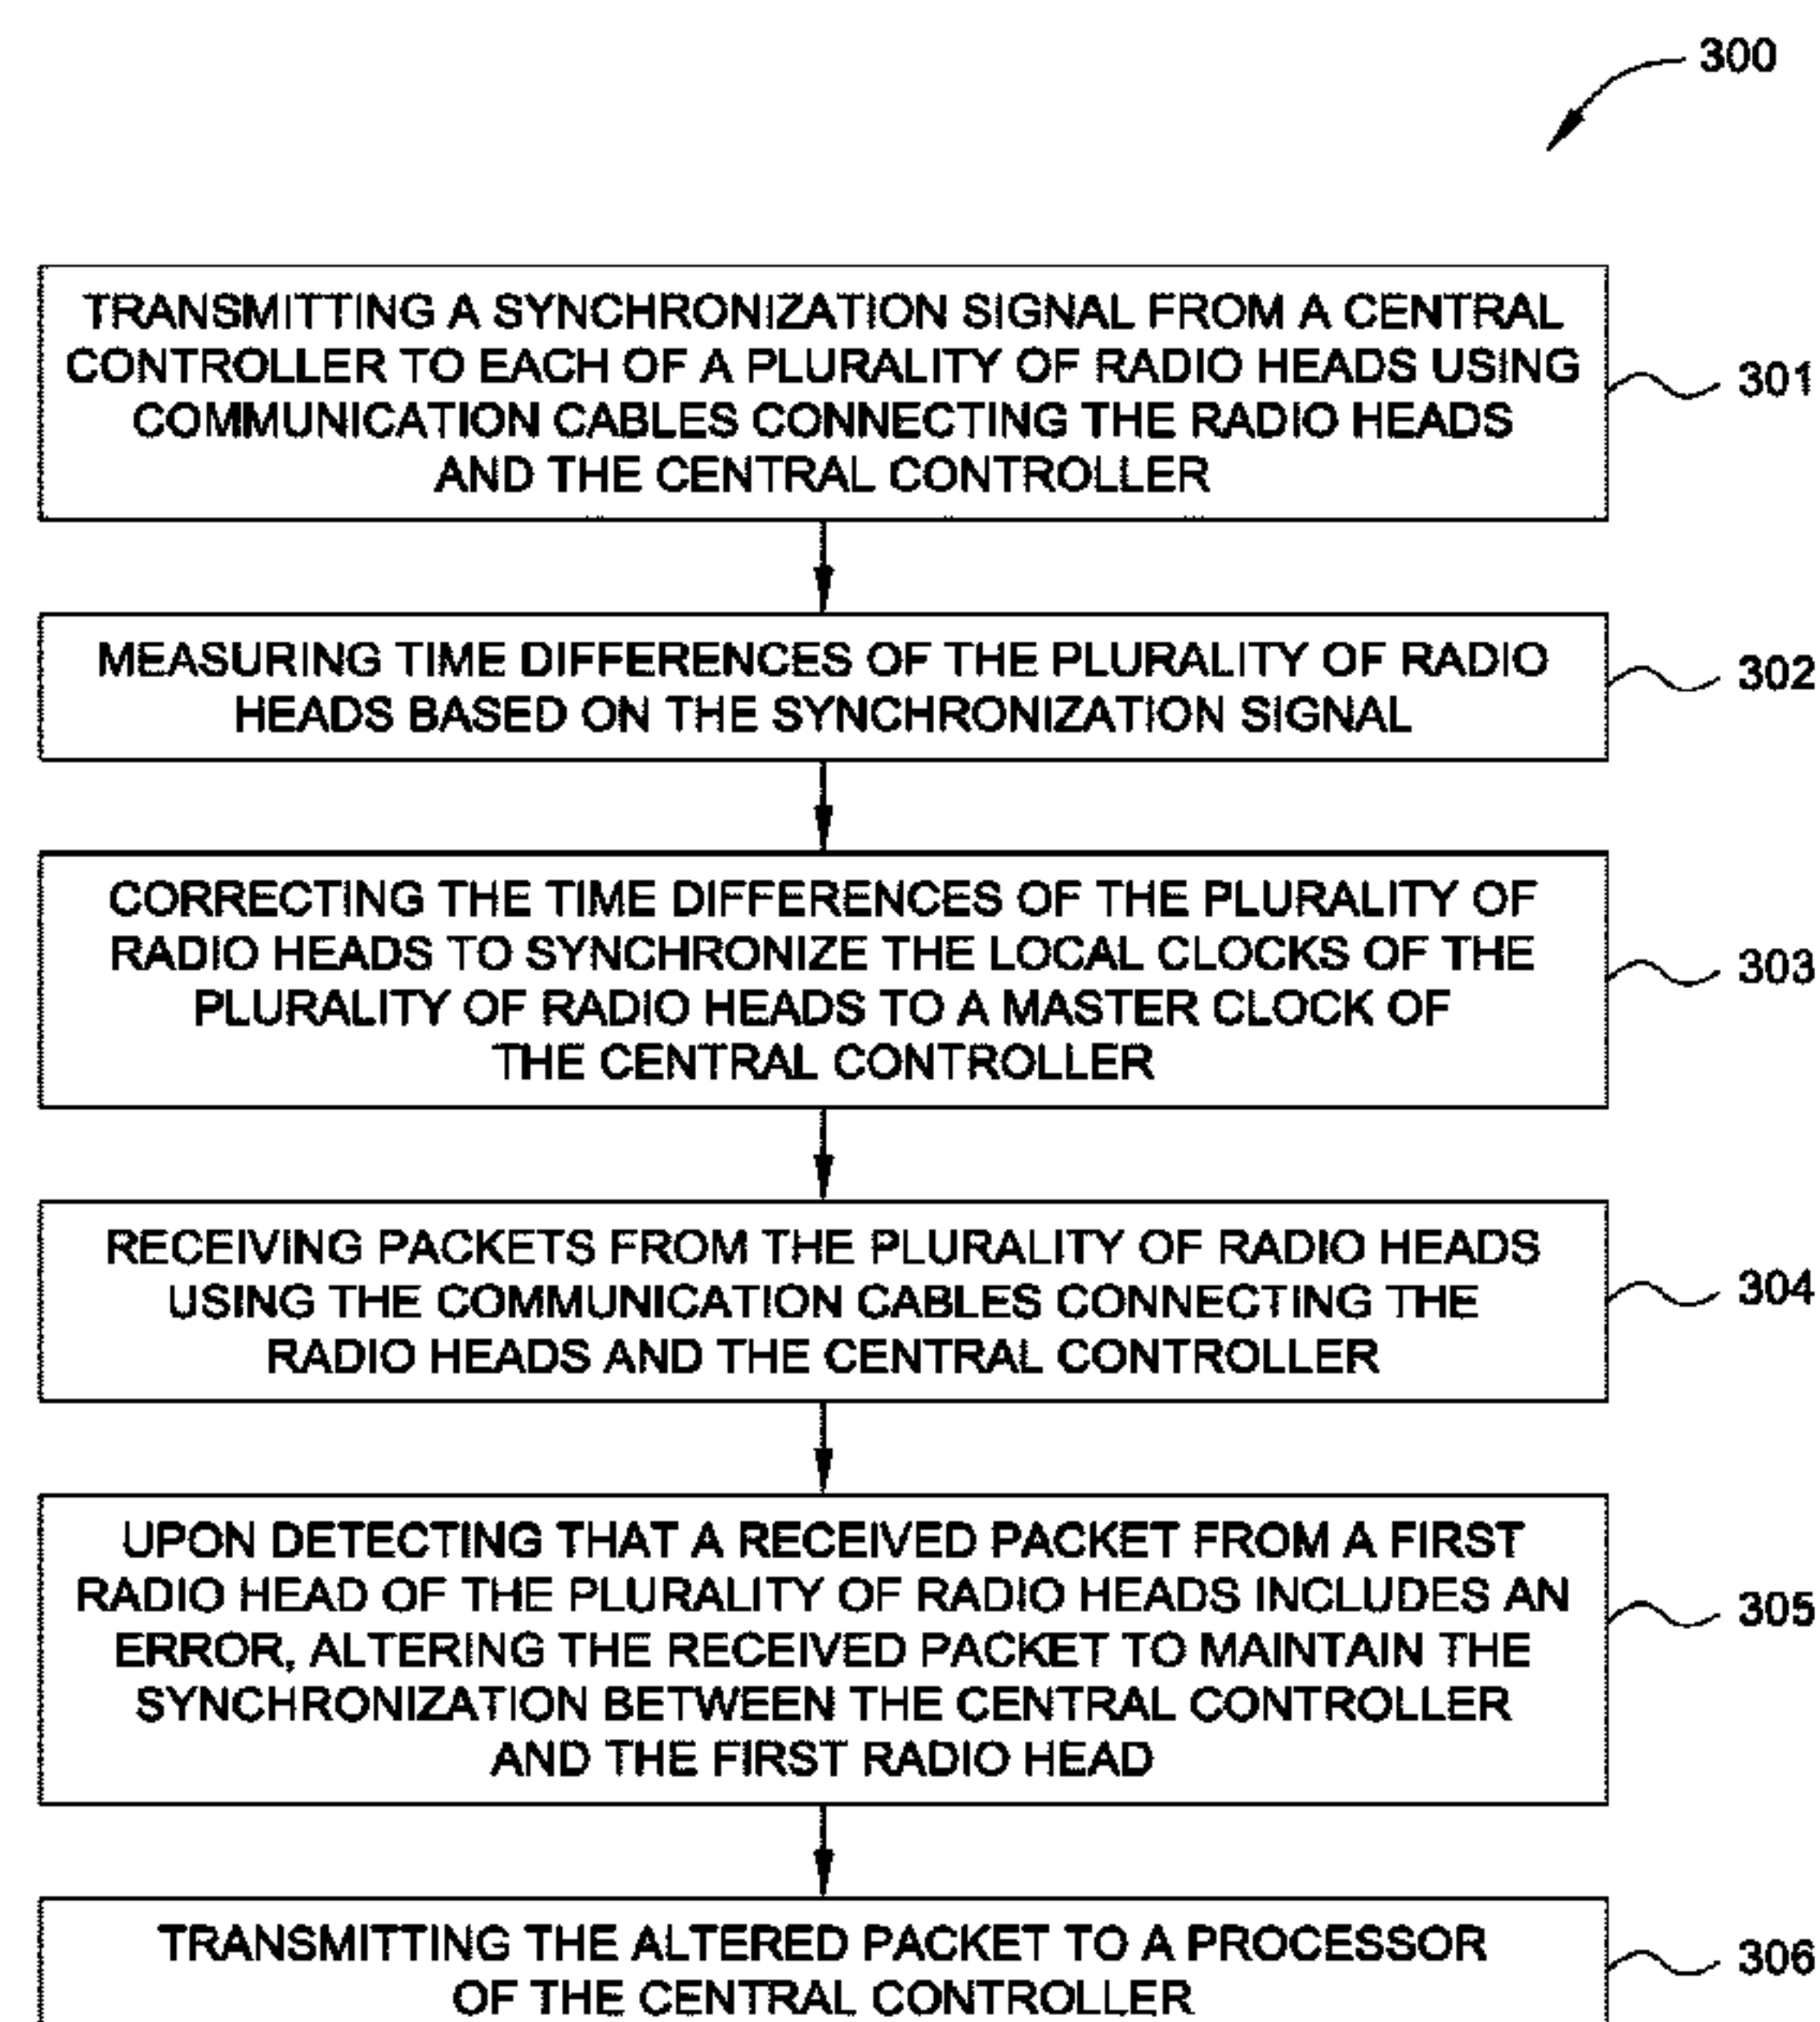 300
TRANSMITTING A SYNCHRONIZATION SIGNAL FROM A CENTRAL
CONTROLLER TO EACH OF A PLURALITY OF RADIO HEADS USING
COMMUNICATION CABLES CONNECTING THE RADIO HEADS
AND THE CENTRAL CONTROLLER
301
MEASURING TIME DIFFERENCES OF THE PLURALITY OF RADIO
HEADS BASED ON THE SYNCHRONIZATION SIGNAL
302
CORRECTING THE TIME DIFFERENCES OF THE PLURALITY OF
RADIO HEADS TO SYNCHRONIZE THE LOCAL CLOCKS OF THE
PLURALITY OF RADIO HEADS TO A MASTER CLOCK OF
THE CENTRAL CONTROLLER
303
RECEIVING PACKETS FROM THE PLURALITY OF RADIO HEADS
USING THE COMMUNICATION CABLES CONNECTING THE
RADIO HEADS AND THE CENTRAL CONTROLLER
304
UPON DETECTING THAT A RECEIVED PACKET FROM A FIRST
RADIO HEAD OF THE PLURALITY OF RADIO HEADS INCLUDES AN
ERROR, ALTERING THE RECEIVED PACKET TO MAINTAIN THE
SYNCHRONIZATION BETWEEN THE CENTRAL CONTROLLER
AND THE FIRST RADIO HEAD
305
TRANSMITTING THE ALTERED PACKET TO A PROCESSOR
OF THE CENTRAL CONTROLLER
306